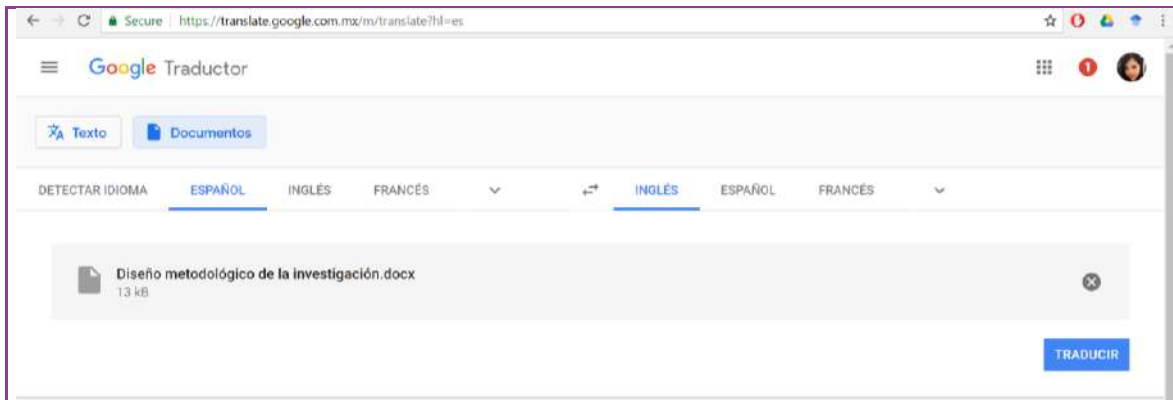 Secure https://translate.google.com.mx/m/translate?hl=es
Google Traductor
1
Texto Documentos
DETECTAR IDIOMA ESPAÑOL INGLÉS FRANCÉS INGLÉS ESPAÑOL FRANCÉS
Diseño metodológico de la investigación.docx
13 kB
TRADUCIR